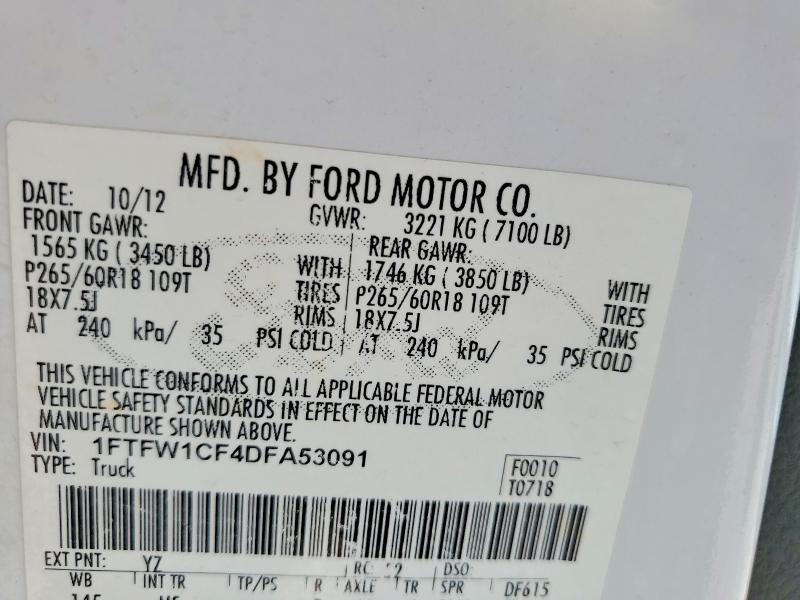 MFD. BY FORD MOTOR CO.
DATE: 10/12 GVWR: 3221 KG ( 7100 LB)
FRONT GAWR: REAR GAWR:
1565 KG ( 3450 LB) WITH 1746 KG ( 3850 LB) WITH
P265/60R18 109T TIRES P265/60R18 109T TIRES
18X7.5J RIMS 18X7.5J RIMS
AT 240 kPa/ 35 PSI COLD AT 240 kPa/ 35 PSI COLD
THIS VEHICLE CONFORMS TO ALL APPLICABLE FEDERAL MOTOR
VEHICLE SAFETY STANDARDS IN EFFECT ON THE DATE OF
MANUFACTURE SHOWN ABOVE.
VIN: 1FTFW1CF4DFA53091
TYPE: Truck
F0010
T0718
EXT PNT: YZ RC: DSO:
WB INT TR TP/PS R AXLE TR SPR DF615
145